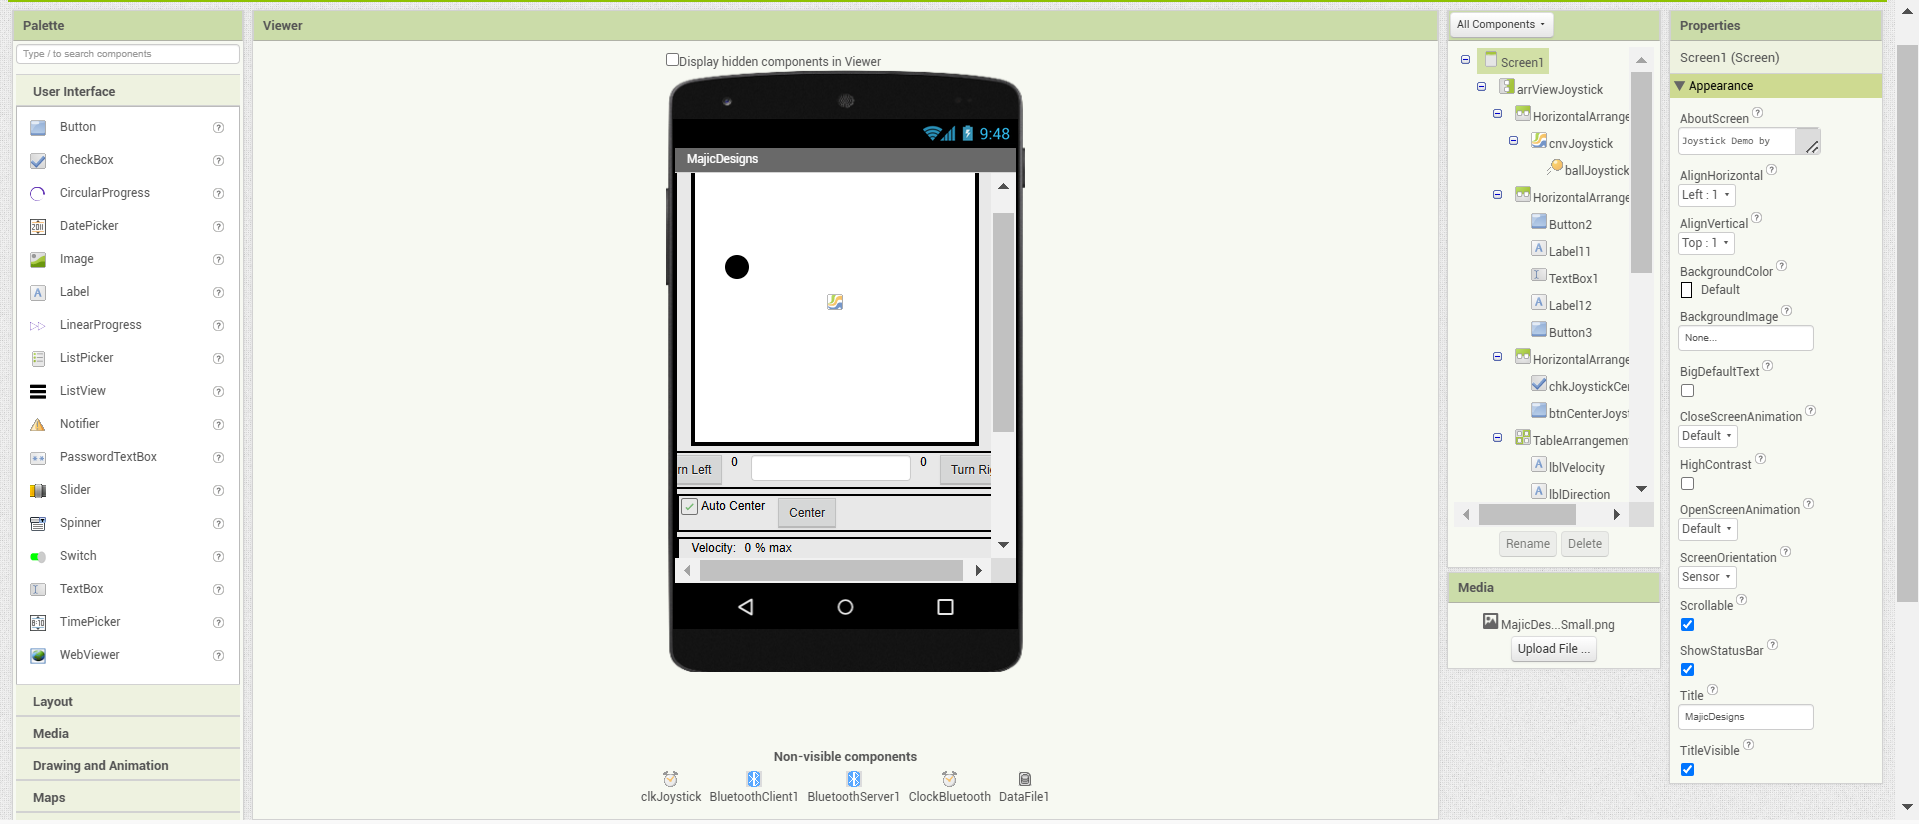 Palette
Type / to search components
User Interface
Button
CheckBox
CircularProgress
DatePicker
Image
Label
LinearProgress
ListPicker
ListView
Notifier
PasswordTextBox
Slider
Spinner
Switch
TextBox
TimePicker
WebViewer
Layout
Media
Drawing and Animation
Maps
Viewer
Display hidden components in Viewer
9:48
MajicDesigns
rn Left
0
0
Turn Ri
Auto Center
Center
Velocity: 0 % max
Non-visible components
clkJoystick
BluetoothClient1
BluetoothServer1
ClockBluetooth
DataFile1
All Components
Screen1
arrViewJoystick
HorizontalArrange
cnvJoystick
ballJoystick
HorizontalArrange
Button2
Label11
TextBox1
Label12
Button3
HorizontalArrange
chkJoystickCe
btnCenterJoys
TableArrangemen
lblVelocity
lblDirection
Rename
Delete
Media
MajicDes...Small.png
Upload File ...
Properties
Screen1 (Screen)
Appearance
AboutScreen
Joystick Demo by
AlignHorizontal
Left : 1
AlignVertical
Top : 1
BackgroundColor
Default
BackgroundImage
None...
BigDefaultText
CloseScreenAnimation
Default
HighContrast
OpenScreenAnimation
Default
ScreenOrientation
Sensor
Scrollable
ShowStatusBar
Title
MajicDesigns
TitleVisible